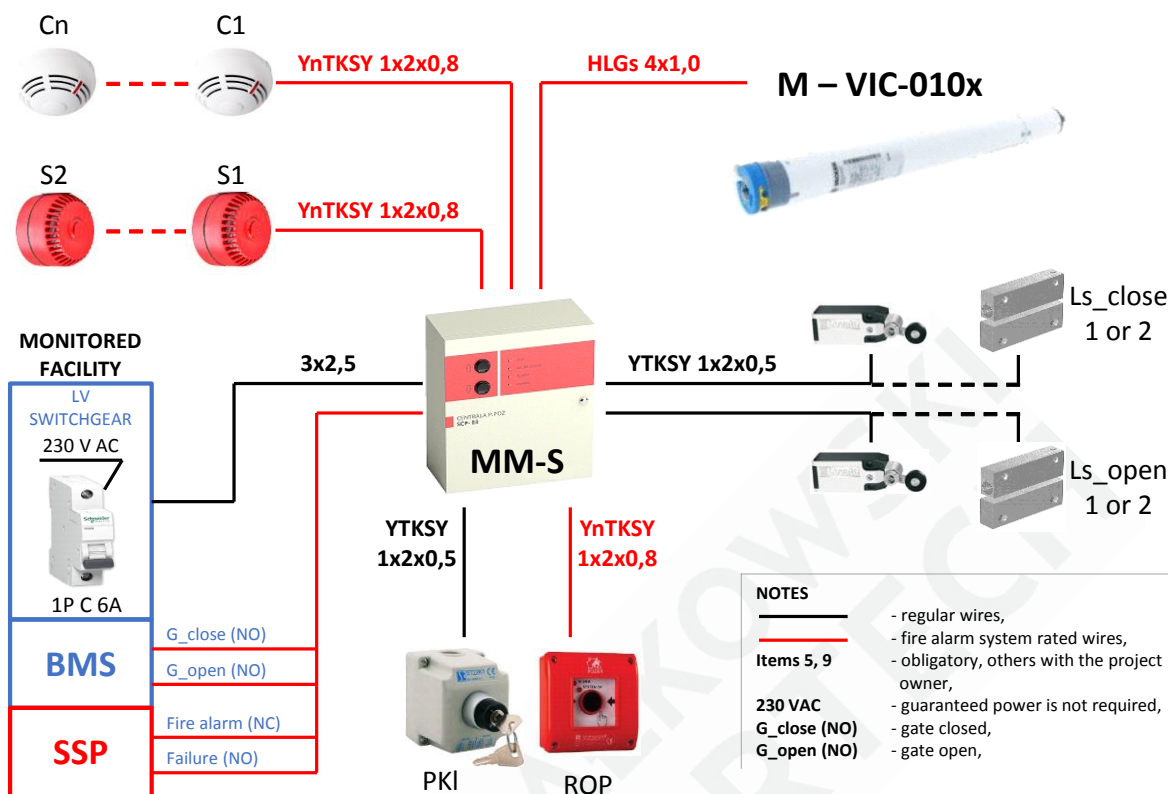 Cn
C1
YnTKSY 1x2x0,8
HLGs 4x1,0
M – VIC-010x
S2
S1
YnTKSY 1x2x0,8
Ls_close
1 or 2
MONITORED
FACILITY
3x2,5
YTKSY 1x2x0,5
LV
SWITCHGEAR
230 V AC
CENTRALA P.POZ
MM-S
Ls_open
1 or 2
Schneider
YTKSY
1x2x0,5
YnTKSY
1x2x0,8
1P C 6A
G_close (NO)
BMS
G_open (NO)
Fire alarm (NC)
SSP
Failure (NO)
PKl
ROP
NOTES
- regular wires,
- fire alarm system rated wires,
Items 5, 9 - obligatory, others with the project
owner,
230 VAC - guaranteed power is not required,
G_close (NO) - gate closed,
G_open (NO) - gate open,